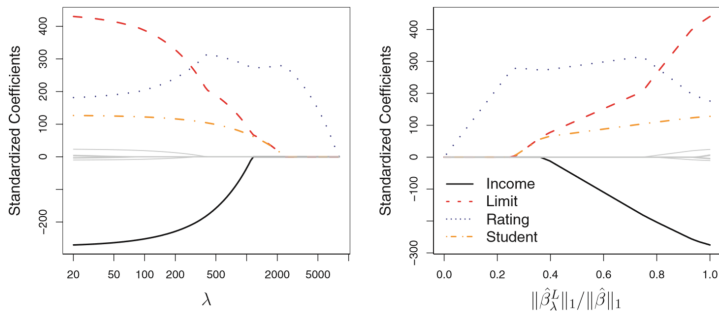 Standardized Coefficients
400
300
200
100
0
−200
20 50 100 200 500 2000 5000
λ
Standardized Coefficients
400
300
200
100
0
−100
−300
Income
Limit
Rating
Student
0.0 0.2 0.4 0.6 0.8 1.0
‖β̂λᴸ‖₁/‖β̂‖₁